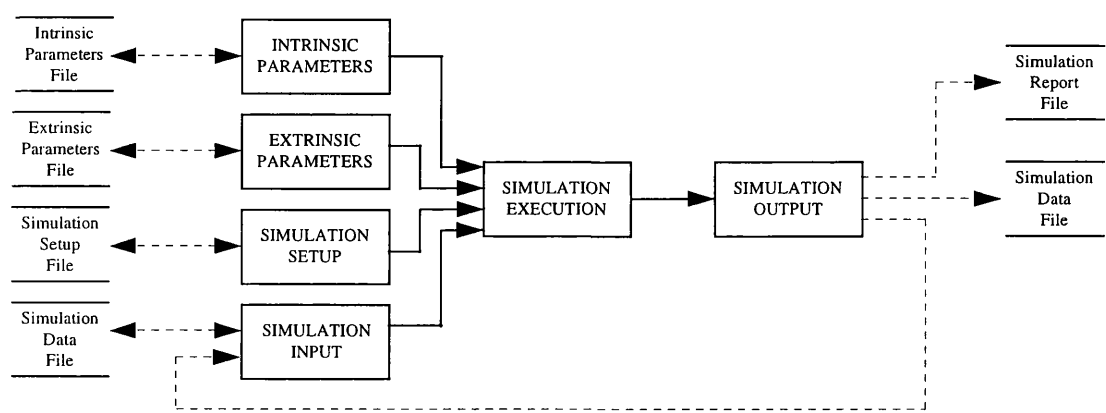 Intrinsic
Parameters
File
INTRINSIC
PARAMETERS
Extrinsic
Parameters
File
EXTRINSIC
PARAMETERS
Simulation
Setup
File
SIMULATION
SETUP
Simulation
Data
File
SIMULATION
INPUT
SIMULATION
EXECUTION
SIMULATION
OUTPUT
Simulation
Report
File
Simulation
Data
File